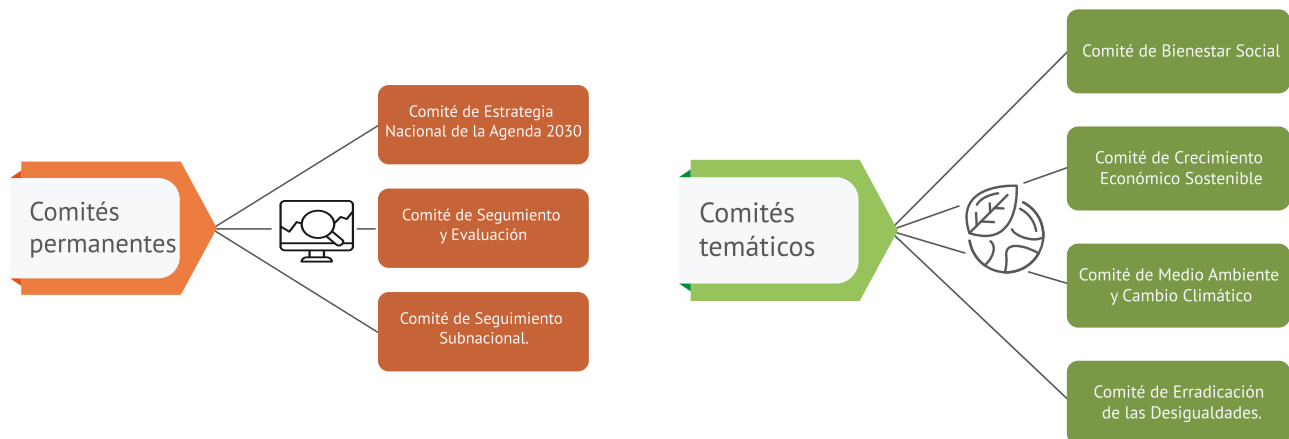 Comités
permanentes
Comité de Estrategia
Nacional de la Agenda 2030
Comité de Segumiento
y Evaluación
Comité de Seguimiento
Subnacional.
Comités
temáticos
Comité de Bienestar Social
Comité de Crecimiento
Económico Sostenible
Comité de Medio Ambiente
y Cambio Climático
Comité de Erradicación
de las Desigualdades.